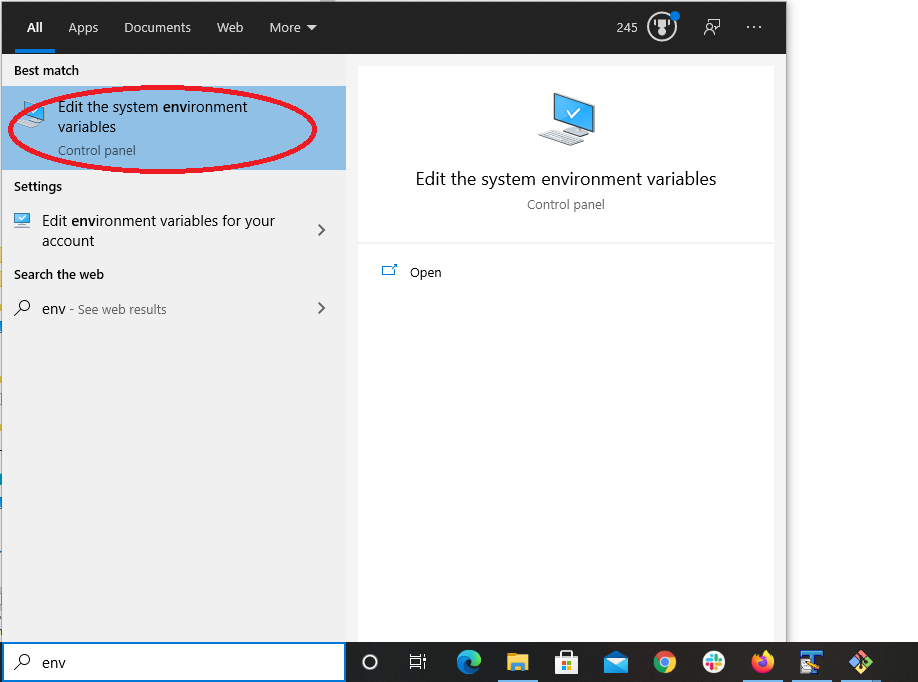 All Apps Documents Web More 245 ...
Best match
Edit the system environment
variables
Control panel
Settings
Edit environment variables for your
account
Search the web
env - See web results
Edit the system environment variables
Control panel
Open
env